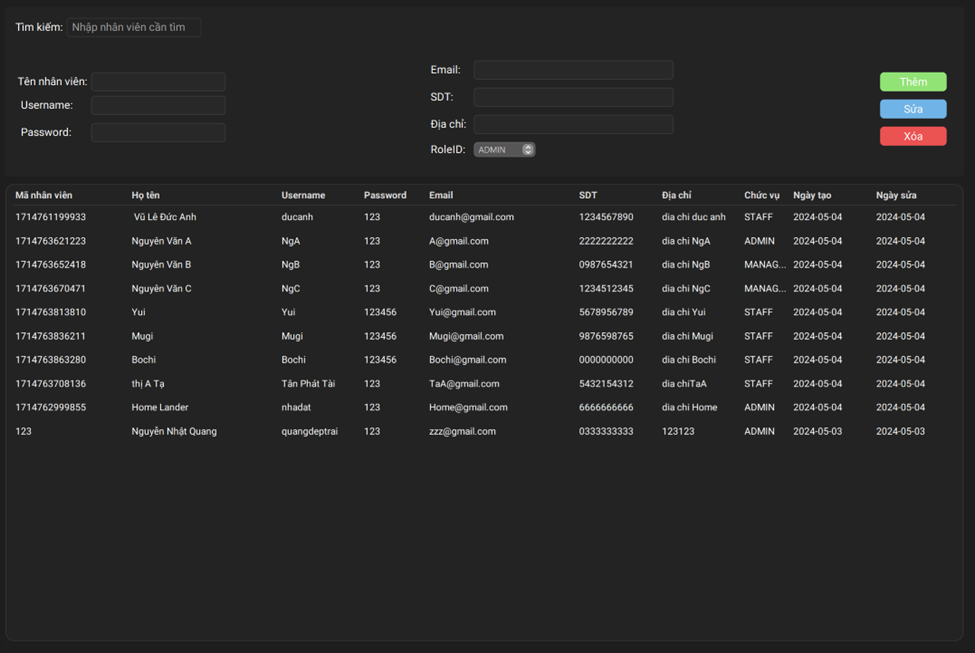 Tìm kiếm: Nhập nhân viên cần tìm
Tên nhân viên:
Username:
Password:
Email:
SDT:
Địa chỉ:
RoleID: ADMIN
Thêm
Sửa
Xóa
Mã nhân viên Họ tên Username Password Email SDT Địa chỉ Chức vụ Ngày tạo Ngày sửa
1714761199933 Vũ Lê Đức Anh ducanh 123 ducanh@gmail.com 1234567890 dia chi duc anh STAFF 2024-05-04 2024-05-04
1714763621223 Nguyên Văn A NgA 123 A@gmail.com 2222222222 dia chi NgA ADMIN 2024-05-04 2024-05-04
1714763652418 Nguyên Văn B NgB 123 B@gmail.com 0987654321 dia chi NgB MANAG... 2024-05-04 2024-05-04
1714763670471 Nguyên Văn C NgC 123 C@gmail.com 1234512345 dia chi NgC MANAG... 2024-05-04 2024-05-04
1714763813810 Yui Yui 123456 Yui@gmail.com 5678956789 dia chi Yui STAFF 2024-05-04 2024-05-04
1714763836211 Mugi Mugi 123456 Mugi@gmail.com 9876598765 dia chi Mugi STAFF 2024-05-04 2024-05-04
1714763863280 Bochi Bochi 123456 Bochi@gmail.com 0000000000 dia chi Bochi STAFF 2024-05-04 2024-05-04
1714763708136 thị A Tạ Tân Phát Tài 123 TaA@gmail.com 5432154312 dia chiTaA STAFF 2024-05-04 2024-05-04
1714762999855 Home Lander nhadat 123 Home@gmail.com 6666666666 dia chi Home ADMIN 2024-05-04 2024-05-04
123 Nguyễn Nhật Quang quangdeptrai 123 zzz@gmail.com 0333333333 123123 ADMIN 2024-05-03 2024-05-03